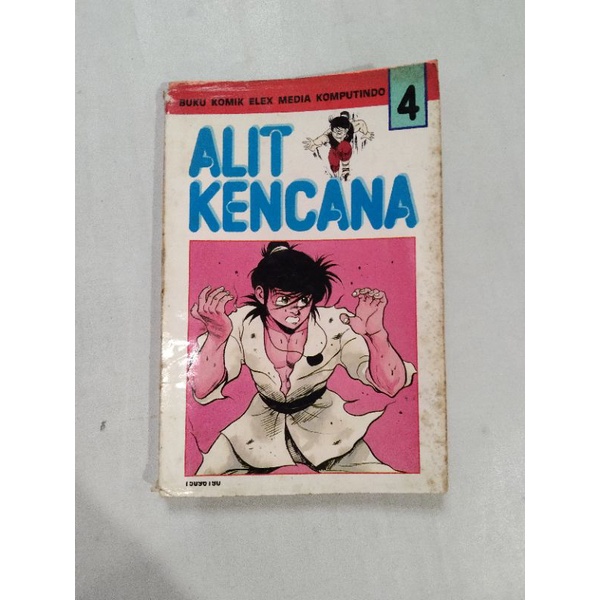 BUKU KOMIK ELEX MEDIA KOMPUTINDO
4
ALIT
KENCANA